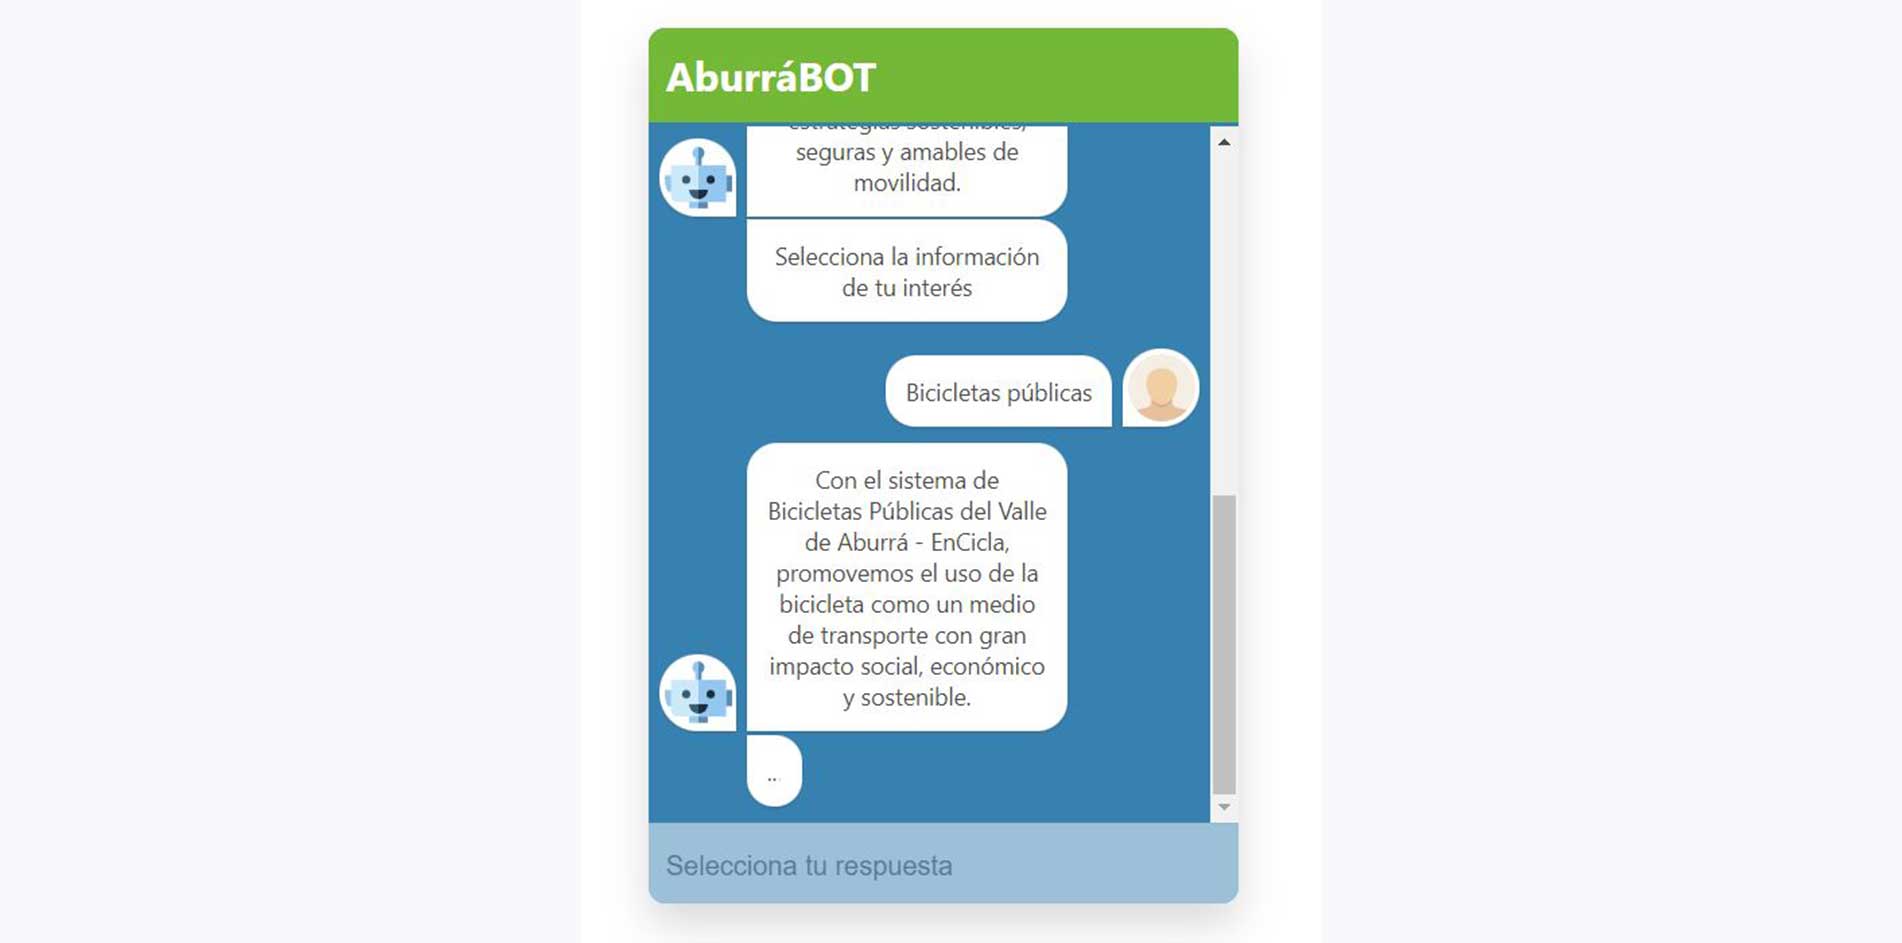 AburráBOT
estrategias sostenibles,
seguras y amables de
movilidad.
Selecciona la información
de tu interés
Bicicletas públicas
Con el sistema de
Bicicletas Públicas del Valle
de Aburrá - EnCicla,
promovemos el uso de la
bicicleta como un medio
de transporte con gran
impacto social, económico
y sostenible.
..
Selecciona tu respuesta